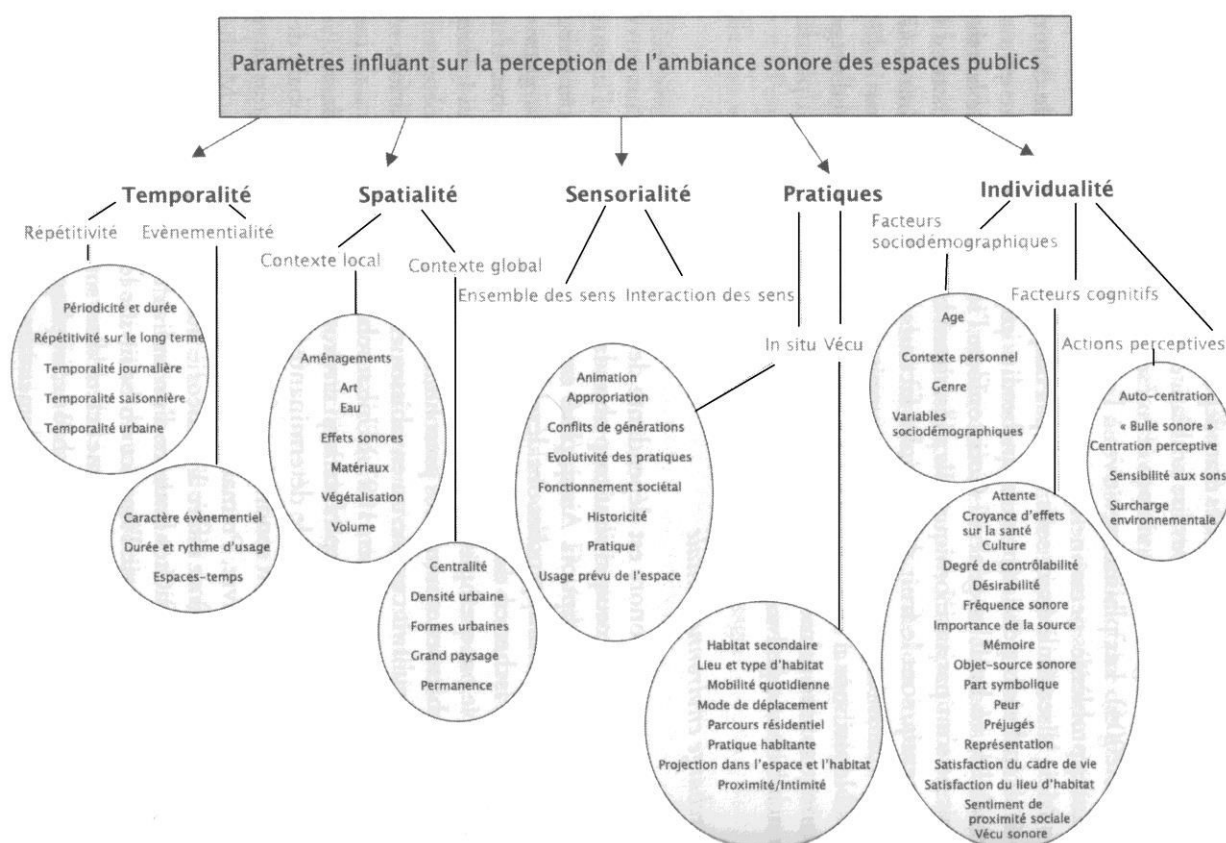 Paramètres influant sur la perception de l'ambiance sonore des espaces publics
Temporalité
Répétitivité
Périodicité et durée
Répétitivité sur le long terme
Temporalité journalière
Temporalité saisonnière
Temporalité urbaine
Evènementialité
Caractère évènementiel
Durée et rythme d'usage
Espaces-temps
Spatialité
Contexte local
Aménagements
Art
Eau
Effets sonores
Matériaux
Végétalisation
Volume
Contexte global
Centralité
Densité urbaine
Formes urbaines
Grand paysage
Permanence
Sensorialité
Ensemble des sens
Interaction des sens
Pratiques
In situ
Animation
Appropriation
Conflits de générations
Evolutivité des pratiques
Fonctionnement sociétal
Historicité
Pratique
Usage prévu de l'espace
Vécu
Habitat secondaire
Lieu et type d'habitat
Mobilité quotidienne
Mode de déplacement
Parcours résidentiel
Pratique habitante
Projection dans l'espace et l'habitat
Proximité/Intimité
Individualité
Facteurs
sociodémographiques
Age
Contexte personnel
Genre
Variables
sociodémographiques
Facteurs cognitifs
Attente
Croyance d'effets
sur la santé
Culture
Degré de contrôlabilité
Désirabilité
Fréquence sonore
Importance de la source
Mémoire
Objet-source sonore
Part symbolique
Peur
Préjugés
Représentation
Satisfaction du cadre de vie
Satisfaction du lieu d'habitat
Sentiment de
proximité sociale
Vécu sonore
Actions perceptives
Auto-centration
« Bulle sonore »
Centration perceptive
Sensibilité aux sons
Surcharge
environnementale